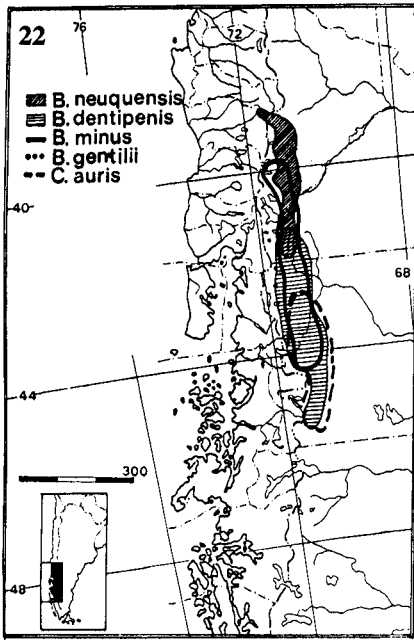 22
76
72
B. neuquensis
B. dentipenis
B. minus
B. gentilii
C. auris
40
68
44
300
48